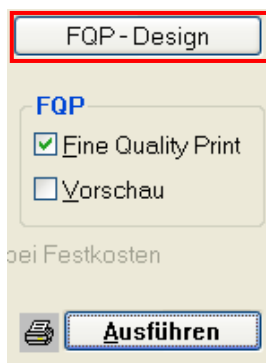 FQP - Design
FQP
Fine Quality Print
Vorschau
bei Festkosten
Ausführen